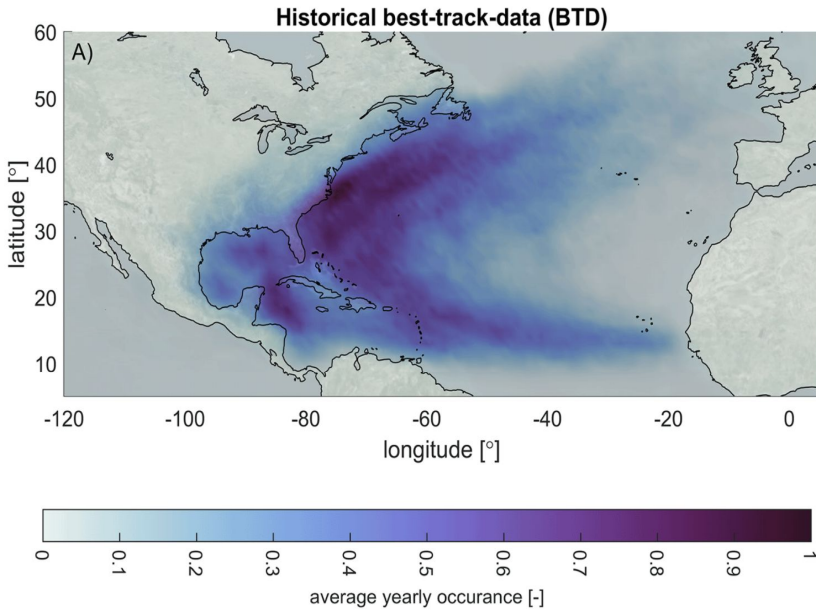 Historical best-track-data (BTD)
A)
60
50
40
30
20
10
latitude [°]
-120 -100 -80 -60 -40 -20 0
longitude [°]
0 0.1 0.2 0.3 0.4 0.5 0.6 0.7 0.8 0.9 1
average yearly occurance [-]